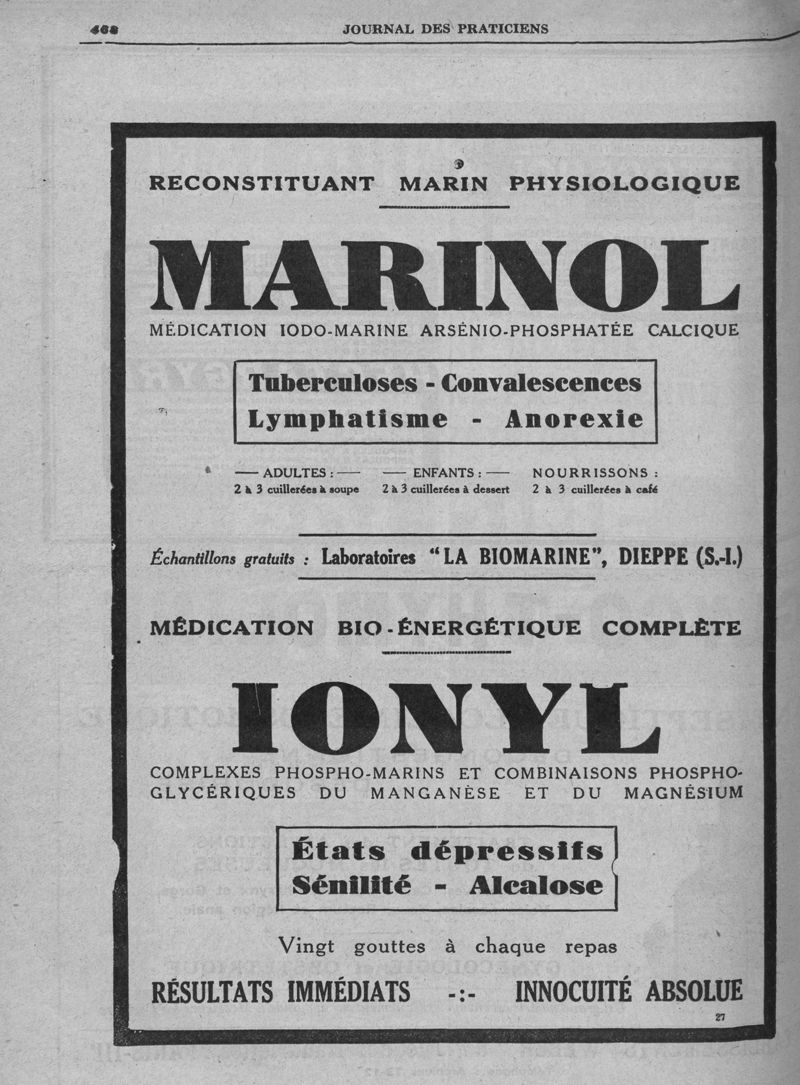 468
JOURNAL DES PRATICIENS
RECONSTITUANT MARIN PHYSIOLOGIQUE
MARINOL
MÉDICATION IODO-MARINE ARSÉNIO-PHOSPHATÉE CALCIQUE
Tuberculoses - Convalescences
Lymphatisme - Anorexie
— ADULTES : — — ENFANTS : — NOURRISSONS :
2 à 3 cuillerées à soupe 2 à 3 cuillerées à dessert 2 à 3 cuillerées à café
Échantillons gratuits : Laboratoires "LA BIOMARINE", DIEPPE (S.-I.)
MÉDICATION BIO-ÉNERGÉTIQUE COMPLÈTE
IONYL
COMPLEXES PHOSPHO-MARINS ET COMBINAISONS PHOSPHO-
GLYCÉRIQUES DU MANGANÈSE ET DU MAGNÉSIUM
États dépressifs
Sénilité - Alcalose
Vingt gouttes à chaque repas
RÉSULTATS IMMÉDIATS -:- INNOCUITÉ ABSOLUE
27